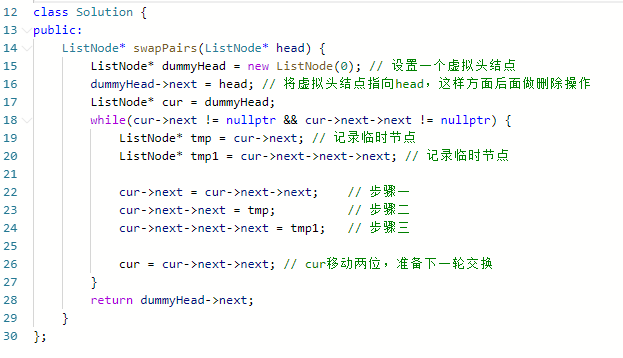 12 class Solution {
13 public:
14     ListNode* swapPairs(ListNode* head) {
15         ListNode* dummyHead = new ListNode(0); // 设置一个虚拟头结点
16         dummyHead->next = head; // 将虚拟头结点指向head，这样方面后面做删除操作
17         ListNode* cur = dummyHead;
18         while(cur->next != nullptr && cur->next->next != nullptr) {
19             ListNode* tmp = cur->next; // 记录临时节点
20             ListNode* tmp1 = cur->next->next->next; // 记录临时节点
21
22             cur->next = cur->next->next;    // 步骤一
23             cur->next->next = tmp;          // 步骤二
24             cur->next->next->next = tmp1;   // 步骤三
25
26             cur = cur->next->next; // cur移动两位，准备下一轮交换
27         }
28         return dummyHead->next;
29     }
30 };